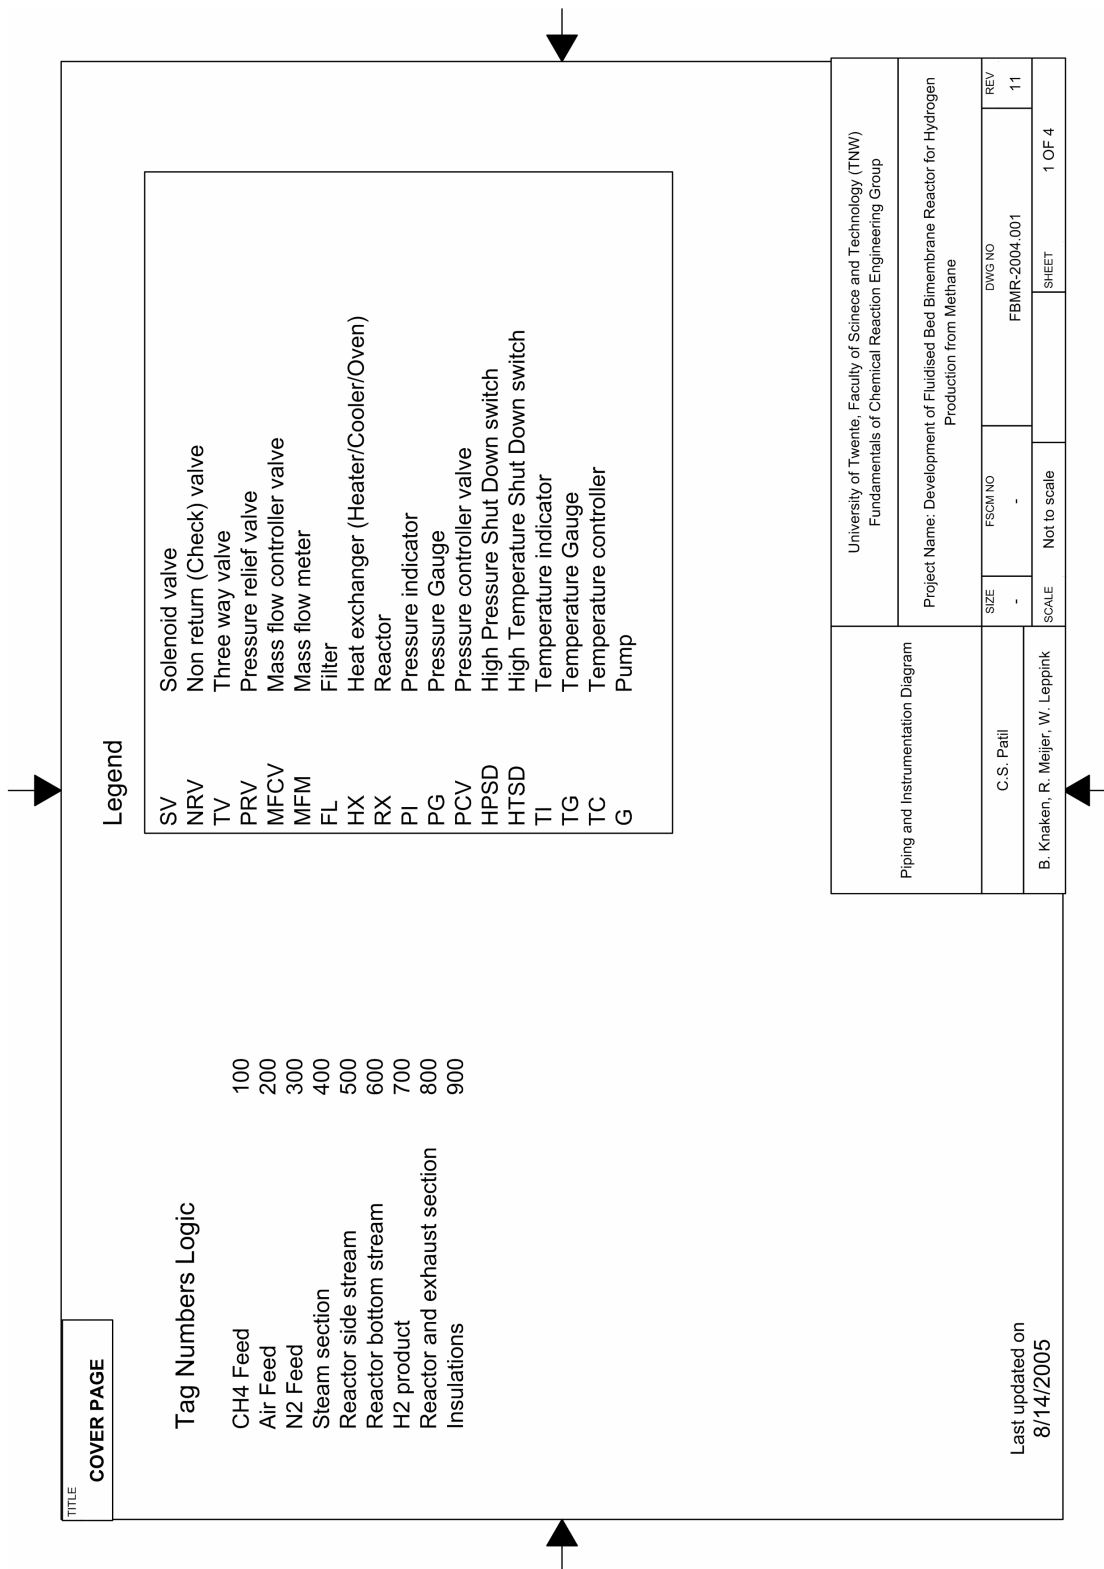 TITLE
COVER PAGE
Tag Numbers Logic
CH4 Feed 100
Air Feed 200
N2 Feed 300
Steam section 400
Reactor side stream 500
Reactor bottom stream 600
H2 product 700
Reactor and exhaust section 800
Insulations 900
Legend
SV Solenoid valve
NRV Non return (Check) valve
TV Three way valve
PRV Pressure relief valve
MFCV Mass flow controller valve
MFM Mass flow meter
FL Filter
HX Heat exchanger (Heater/Cooler/Oven)
RX Reactor
PI Pressure indicator
PG Pressure Gauge
PCV Pressure controller valve
HPSD High Pressure Shut Down switch
HTSD High Temperature Shut Down switch
TI Temperature indicator
TG Temperature Gauge
TC Temperature controller
G Pump
Last updated on
8/14/2005
Piping and Instrumentation Diagram
C.S. Patil
B. Knaken, R. Meijer, W. Leppink
University of Twente, Faculty of Scinece and Technology (TNW)
Fundamentals of Chemical Reaction Engineering Group
Project Name: Development of Fluidised Bed Bimembrane Reactor for Hydrogen
Production from Methane
SIZE FSCM NO DWG NO REV
- - FBMR-2004.001 11
SCALE Not to scale SHEET 1 OF 4